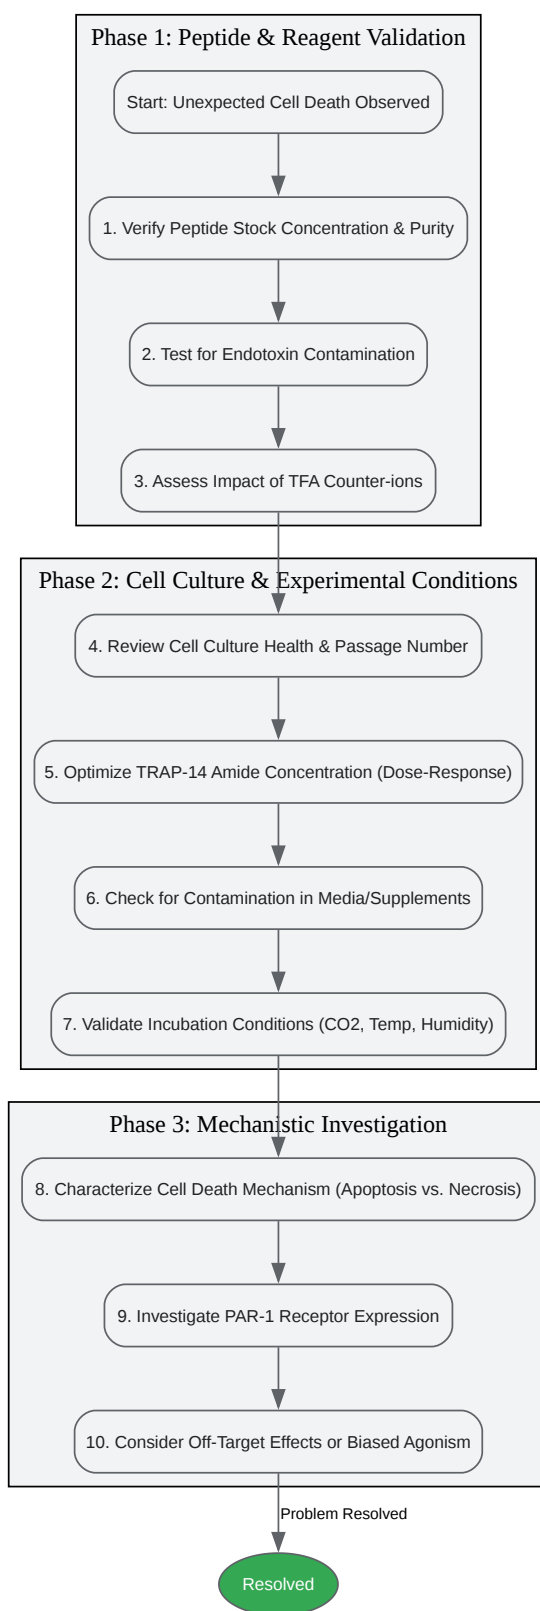 Phase 1: Peptide & Reagent Validation
Start: Unexpected Cell Death Observed
1. Verify Peptide Stock Concentration & Purity
2. Test for Endotoxin Contamination
3. Assess Impact of TFA Counter-ions
Phase 2: Cell Culture & Experimental Conditions
4. Review Cell Culture Health & Passage Number
5. Optimize TRAP-14 Amide Concentration (Dose-Response)
6. Check for Contamination in Media/Supplements
7. Validate Incubation Conditions (CO2, Temp, Humidity)
Phase 3: Mechanistic Investigation
8. Characterize Cell Death Mechanism (Apoptosis vs. Necrosis)
9. Investigate PAR-1 Receptor Expression
10. Consider Off-Target Effects or Biased Agonism
Problem Resolved
Resolved